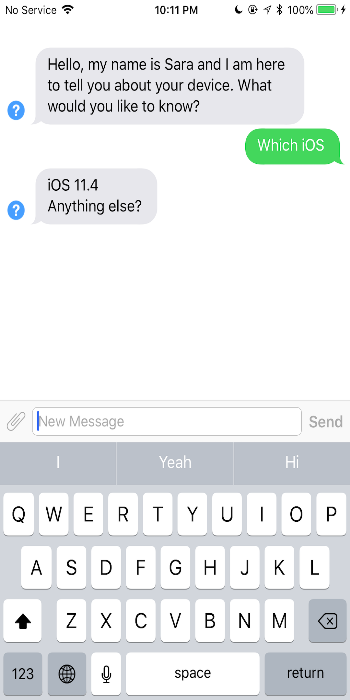 No Service 10:11 PM 100%
Hello, my name is Sara and I am here
to tell you about your device. What
would you like to know?
?
Which iOS
iOS 11.4
Anything else?
?
New Message Send
I Yeah Hi
Q W E R T Y U I O P
A S D F G H J K L
Z X C V B N M
123 space return